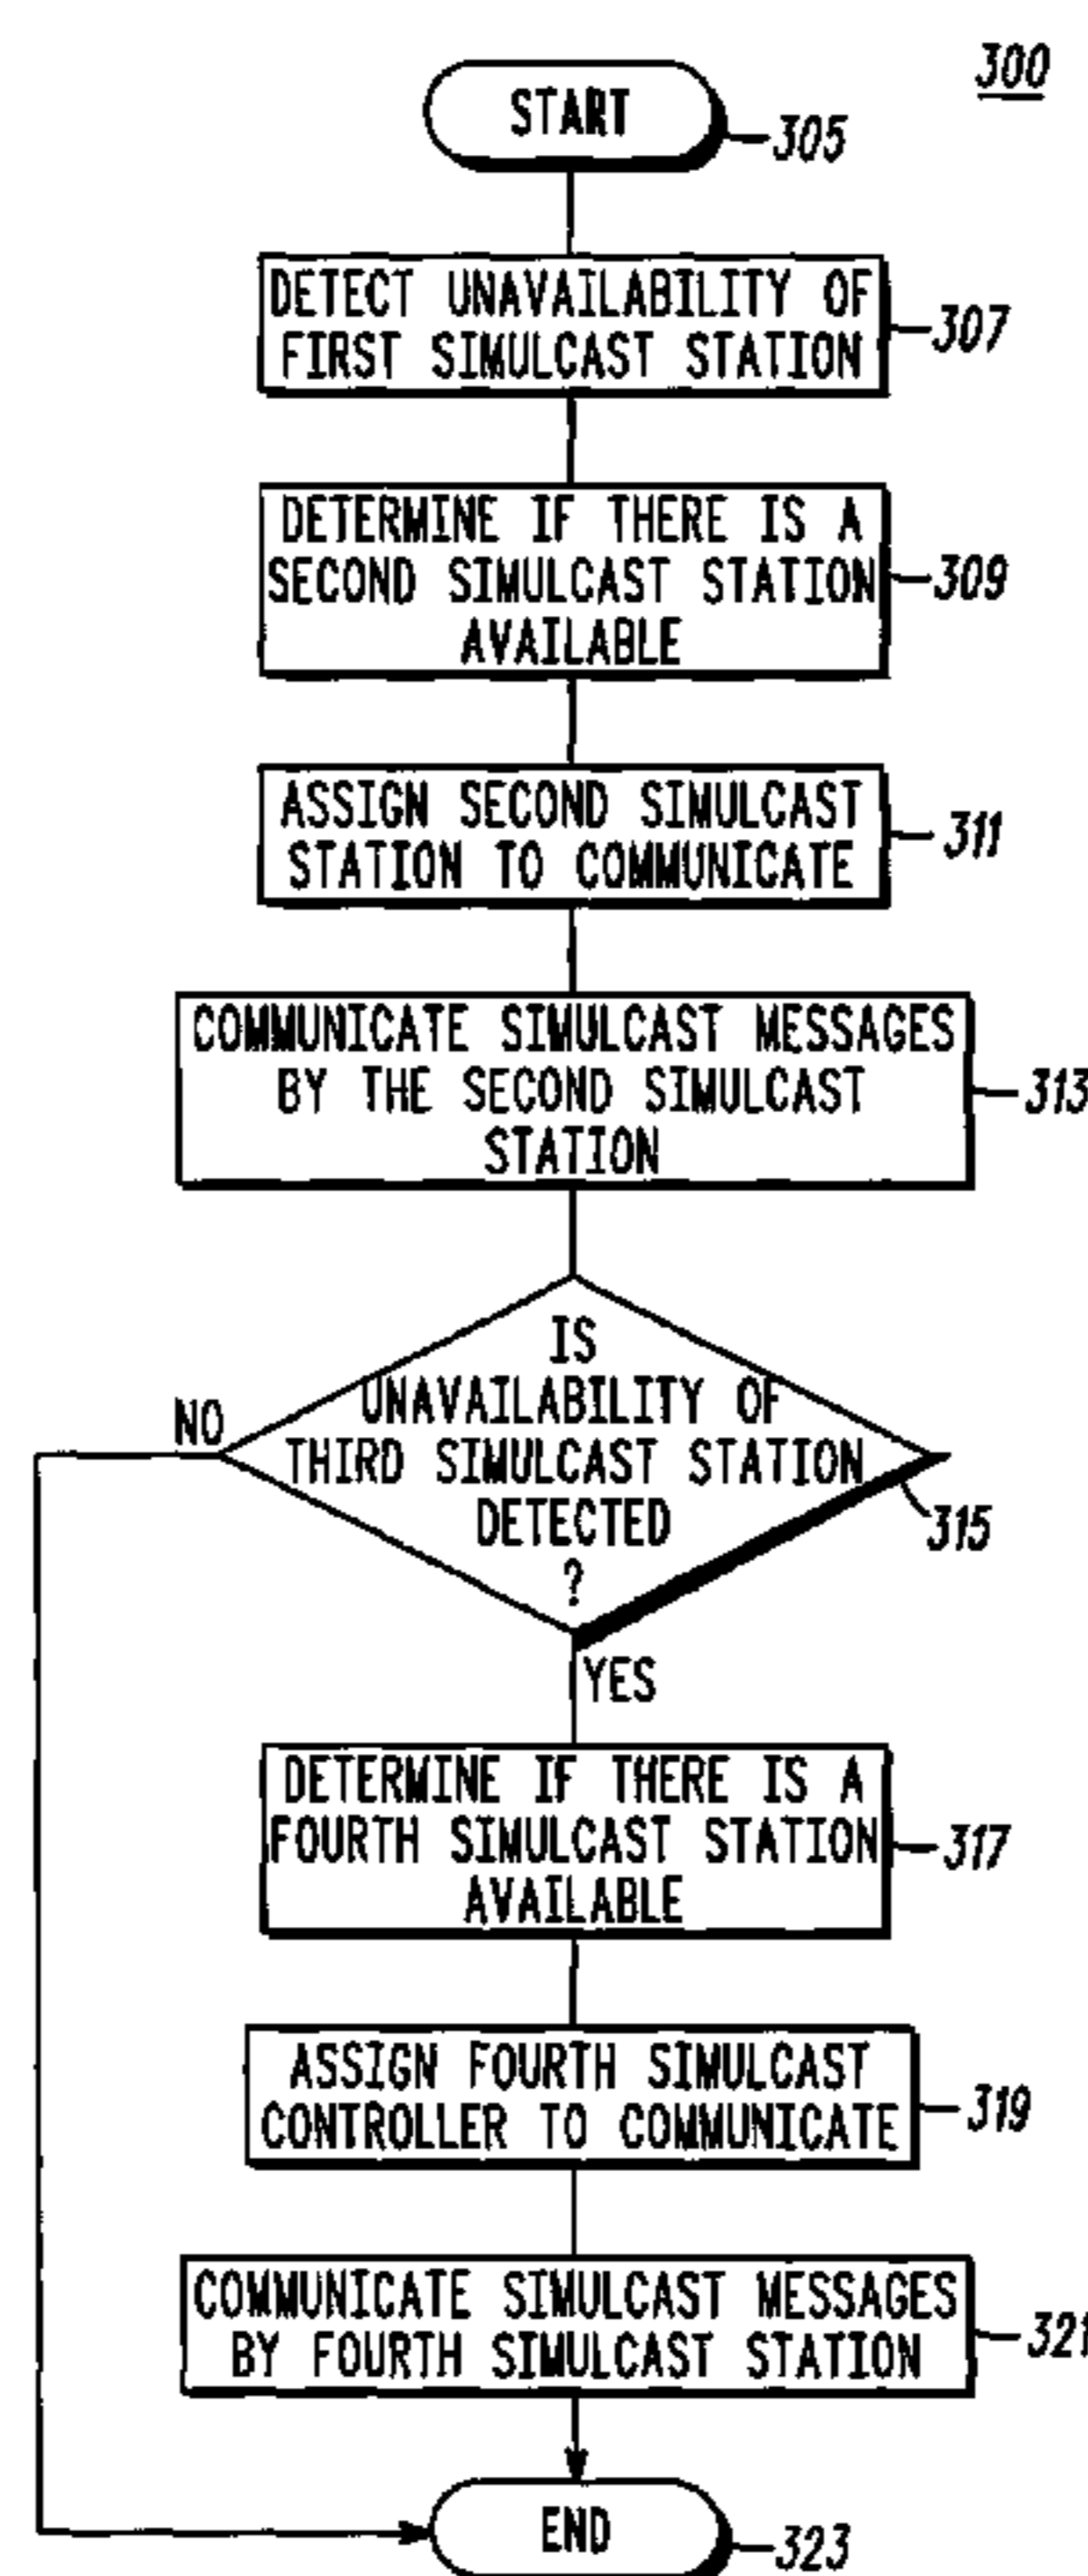 300
START
305
DETECT UNAVAILABILITY OF
FIRST SIMULCAST STATION
307
DETERMINE IF THERE IS A
SECOND SIMULCAST STATION
AVAILABLE
309
ASSIGN SECOND SIMULCAST
STATION TO COMMUNICATE
311
COMMUNICATE SIMULCAST MESSAGES
BY THE SECOND SIMULCAST
STATION
313
IS
UNAVAILABILITY OF
THIRD SIMULCAST STATION
DETECTED
?
NO
315
YES
DETERMINE IF THERE IS A
FOURTH SIMULCAST STATION
AVAILABLE
317
ASSIGN FOURTH SIMULCAST
CONTROLLER TO COMMUNICATE
319
COMMUNICATE SIMULCAST MESSAGES
BY FOURTH SIMULCAST STATION
321
END
323